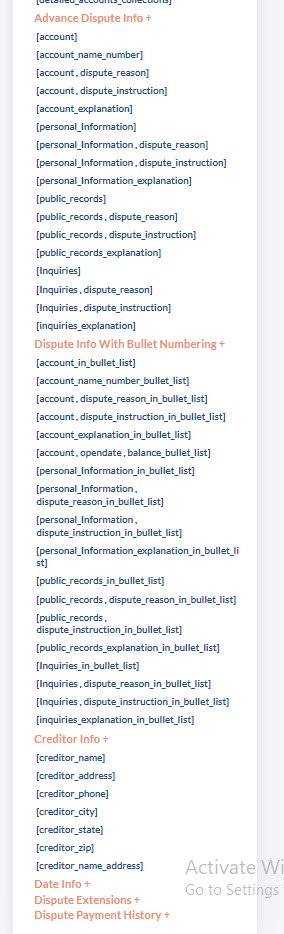 [detailed_accounts_collections]
Advance Dispute Info +
[account]
[account_name_number]
[account , dispute_reason]
[account , dispute_instruction]
[account_explanation]
[personal_Information]
[personal_Information , dispute_reason]
[personal_Information , dispute_instruction]
[personal_Information_explanation]
[public_records]
[public_records , dispute_reason]
[public_records , dispute_instruction]
[public_records_explanation]
[Inquiries]
[Inquiries , dispute_reason]
[Inquiries , dispute_instruction]
[inquiries_explanation]
Dispute Info With Bullet Numbering +
[account_in_bullet_list]
[account_name_number_bullet_list]
[account , dispute_reason_in_bullet_list]
[account , dispute_instruction_in_bullet_list]
[account_explanation_in_bullet_list]
[account , opendate , balance_bullet_list]
[personal_Information_in_bullet_list]
[personal_Information ,
dispute_reason_in_bullet_list]
[personal_Information ,
dispute_instruction_in_bullet_list]
[personal_Information_explanation_in_bullet_li
st]
[public_records_in_bullet_list]
[public_records , dispute_reason_in_bullet_list]
[public_records ,
dispute_instruction_in_bullet_list]
[public_records_explanation_in_bullet_list]
[Inquiries_in_bullet_list]
[Inquiries , dispute_reason_in_bullet_list]
[Inquiries , dispute_instruction_in_bullet_list]
[inquiries_explanation_in_bullet_list]
Creditor Info +
[creditor_name]
[creditor_address]
[creditor_phone]
[creditor_city]
[creditor_state]
[creditor_zip]
[creditor_name_address]
Activate Wi
Date Info +
Go to Settings
Dispute Extensions +
Dispute Payment History +